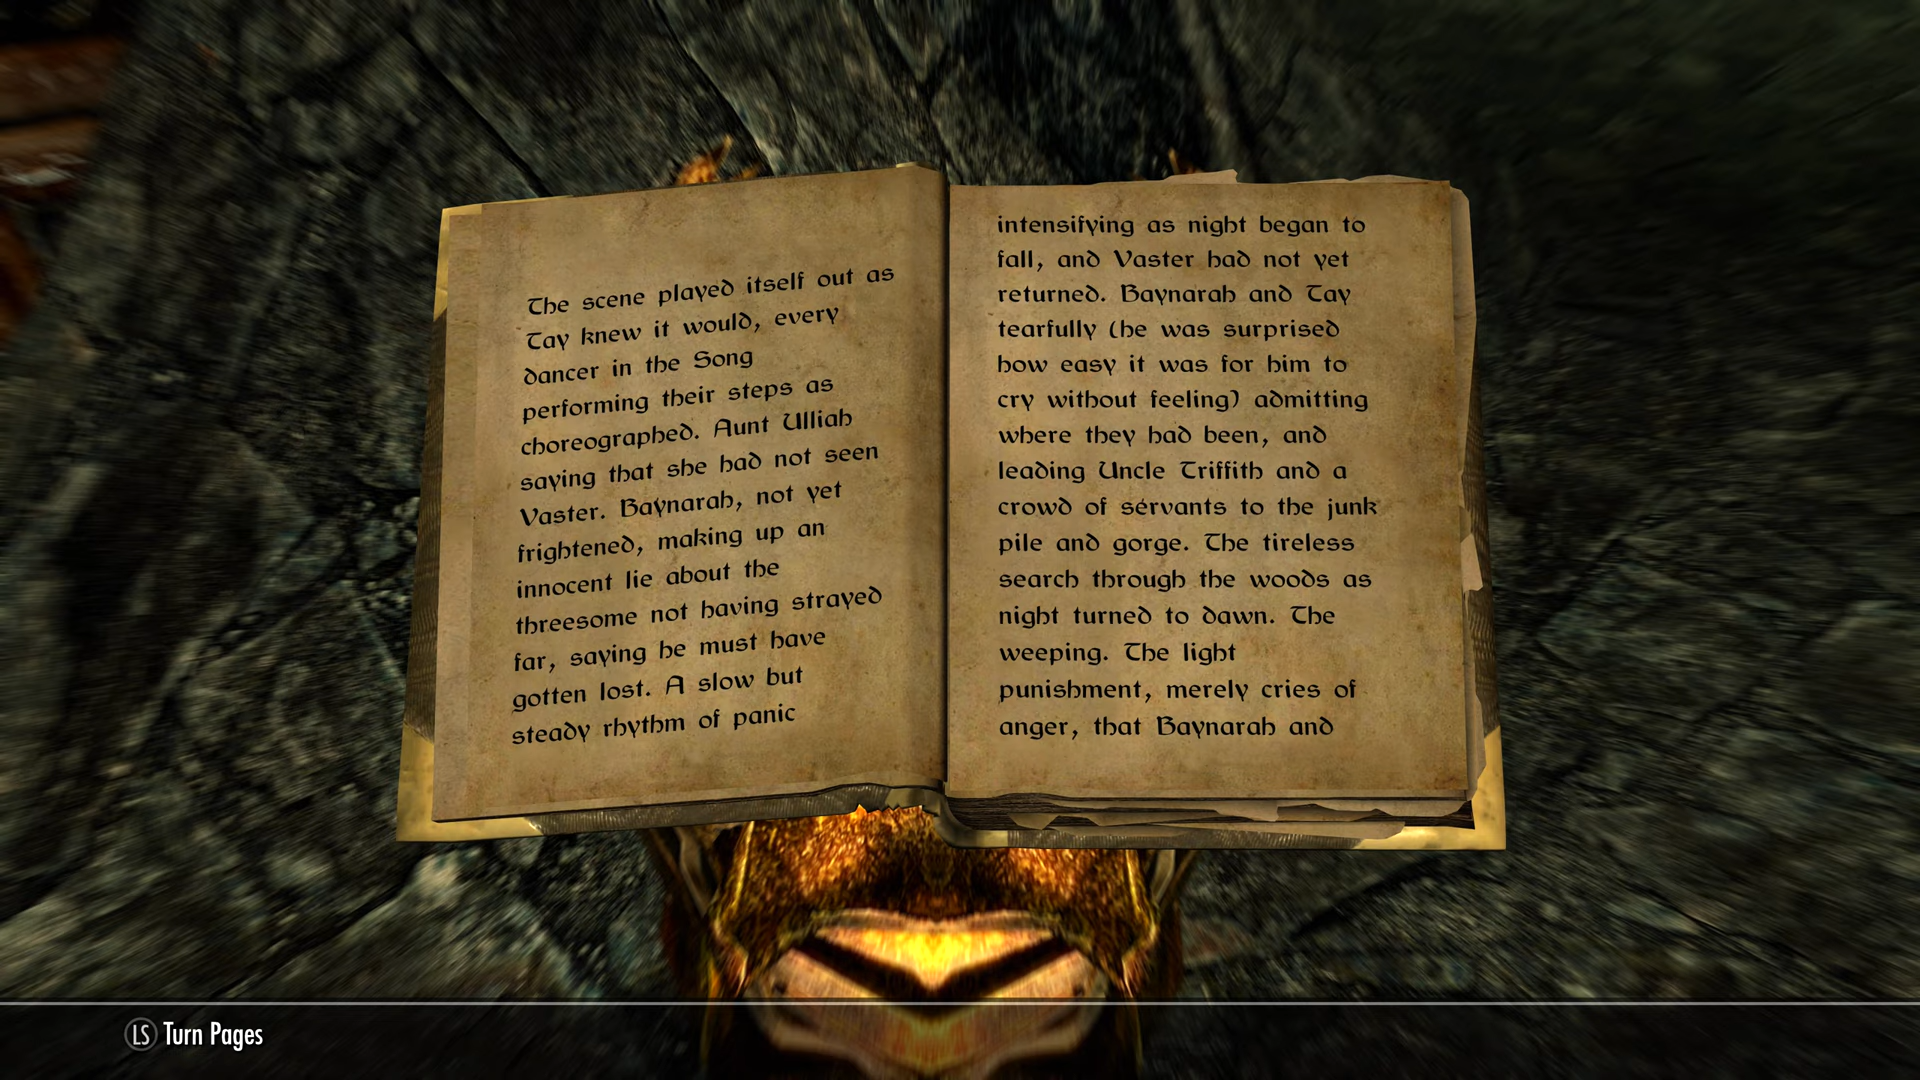 The scene played itself out as
Tay knew it would, every
dancer in the Song
performing their steps as
choreographed. Aunt Ulliah
saying that she had not seen
Vaster. Baynarah, not yet
frightened, making up an
innocent lie about the
threesome not having strayed
far, saying he must have
gotten lost. A slow but
steady rhythm of panic
intensifying as night began to
fall, and Vaster had not yet
returned. Baynarah and Tay
tearfully (he was surprised
how easy it was for him to
cry without feeling) admitting
where they had been, and
leading Uncle Triffith and a
crowd of servants to the junk
pile and gorge. The tireless
search through the woods as
night turned to dawn. The
weeping. The light
punishment, merely cries of
anger, that Baynarah and
LS Turn Pages